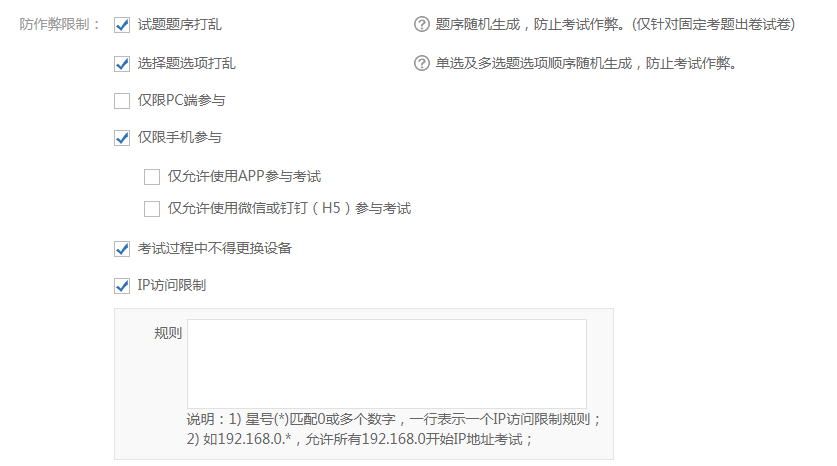 防作弊限制： 试题题序打乱 题序随机生成，防止考试作弊。(仅针对固定考题出卷试卷)
选择题选项打乱 单选及多选题选项顺序随机生成，防止考试作弊。
仅限PC端参与
仅限手机参与
仅允许使用APP参与考试
仅允许使用微信或钉钉（H5）参与考试
考试过程中不得更换设备
IP访问限制
规则
说明：1) 星号(*)匹配0或多个数字，一行表示一个IP访问限制规则；
2) 如192.168.0.*，允许所有192.168.0开始IP地址考试；